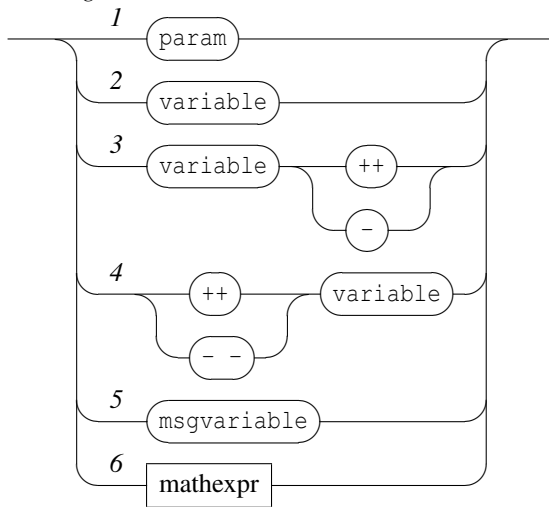 1 param
2 variable
3 variable ++
-
4 ++ variable
- -
5 msgvariable
6 mathexpr